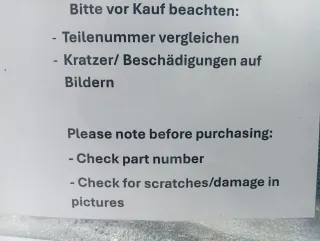 Bitte vor Kauf beachten:
- Teilenummer vergleichen
- Kratzer/ Beschädigungen auf
Bildern
Please note before purchasing:
- Check part number
- Check for scratches/damage in
pictures